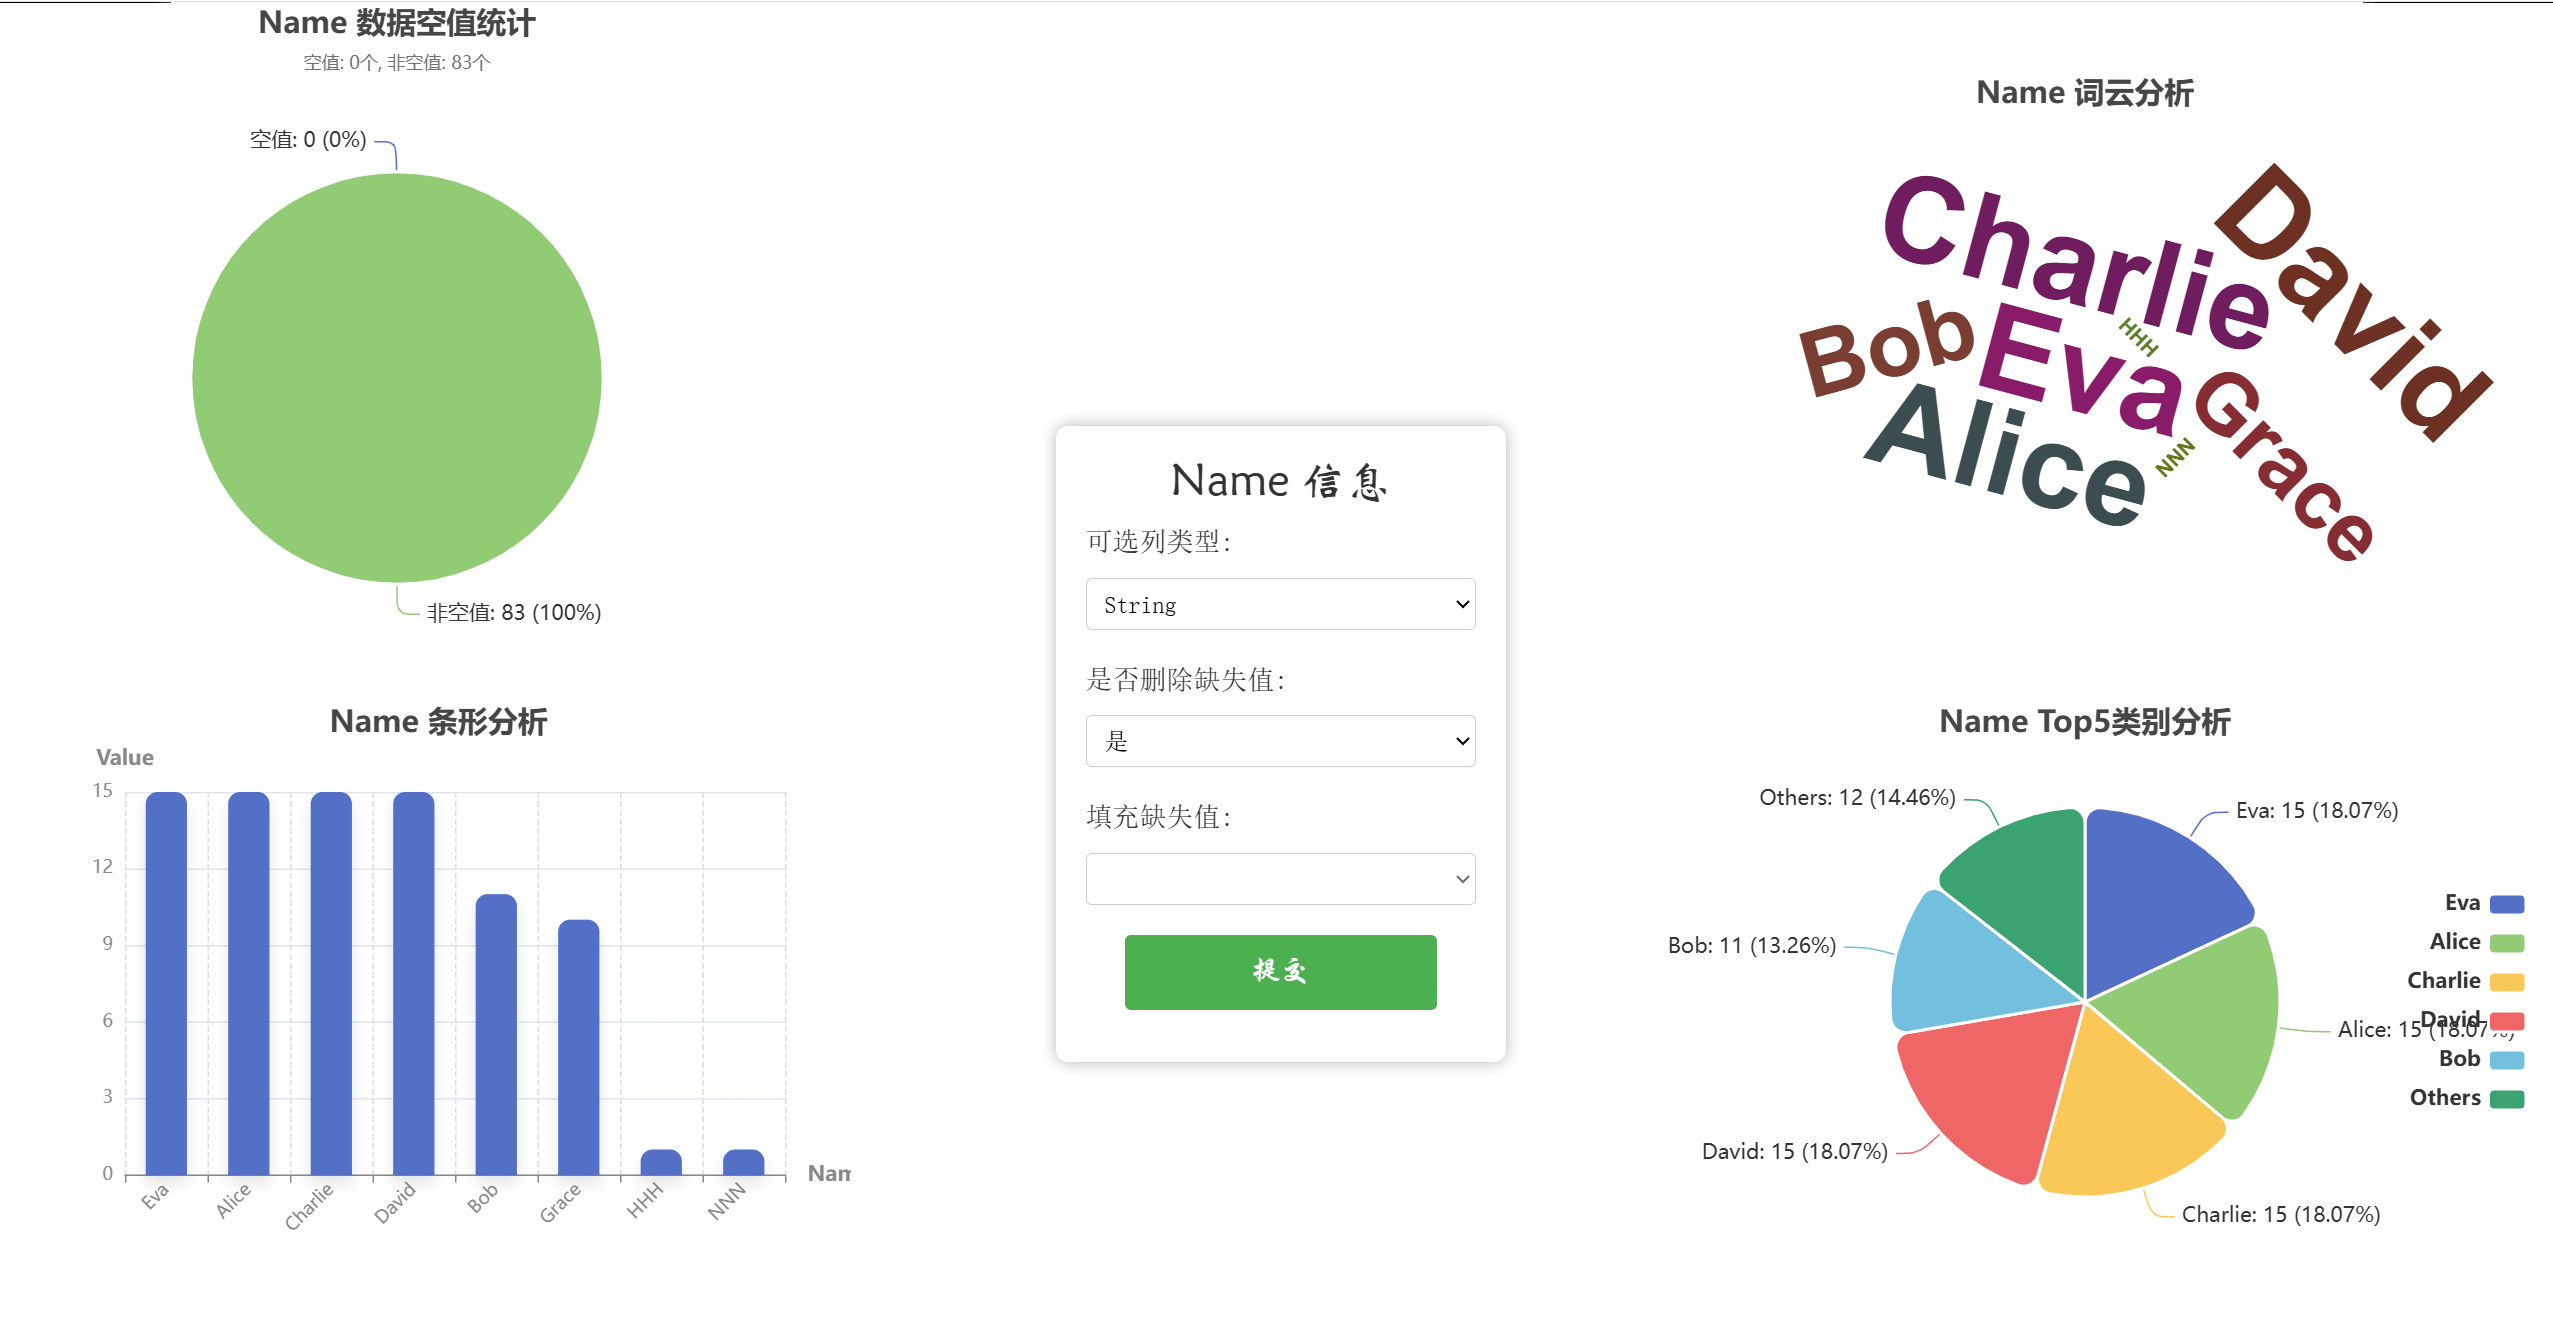 Name 数据空值统计
空值: 0个, 非空值: 83个
空值: 0 (0%)
非空值: 83 (100%)
Name 条形分析
Value
15
12
9
6
3
0
Eva
Alice
Charlie
David
Bob
Grace
HHH
NNN
Nam
Name 信息
可选列类型:
String
是否删除缺失值:
是
填充缺失值:
提交
Name 词云分析
Charlie
David
Bob
Eva
HHH
Alice
Grace
NNN
Name Top5类别分析
Others: 12 (14.46%)
Eva: 15 (18.07%)
Bob: 11 (13.26%)
Alice: 15 (18.07%)
David: 15 (18.07%)
Charlie: 15 (18.07%)
Eva
Alice
Charlie
David
Bob
Others